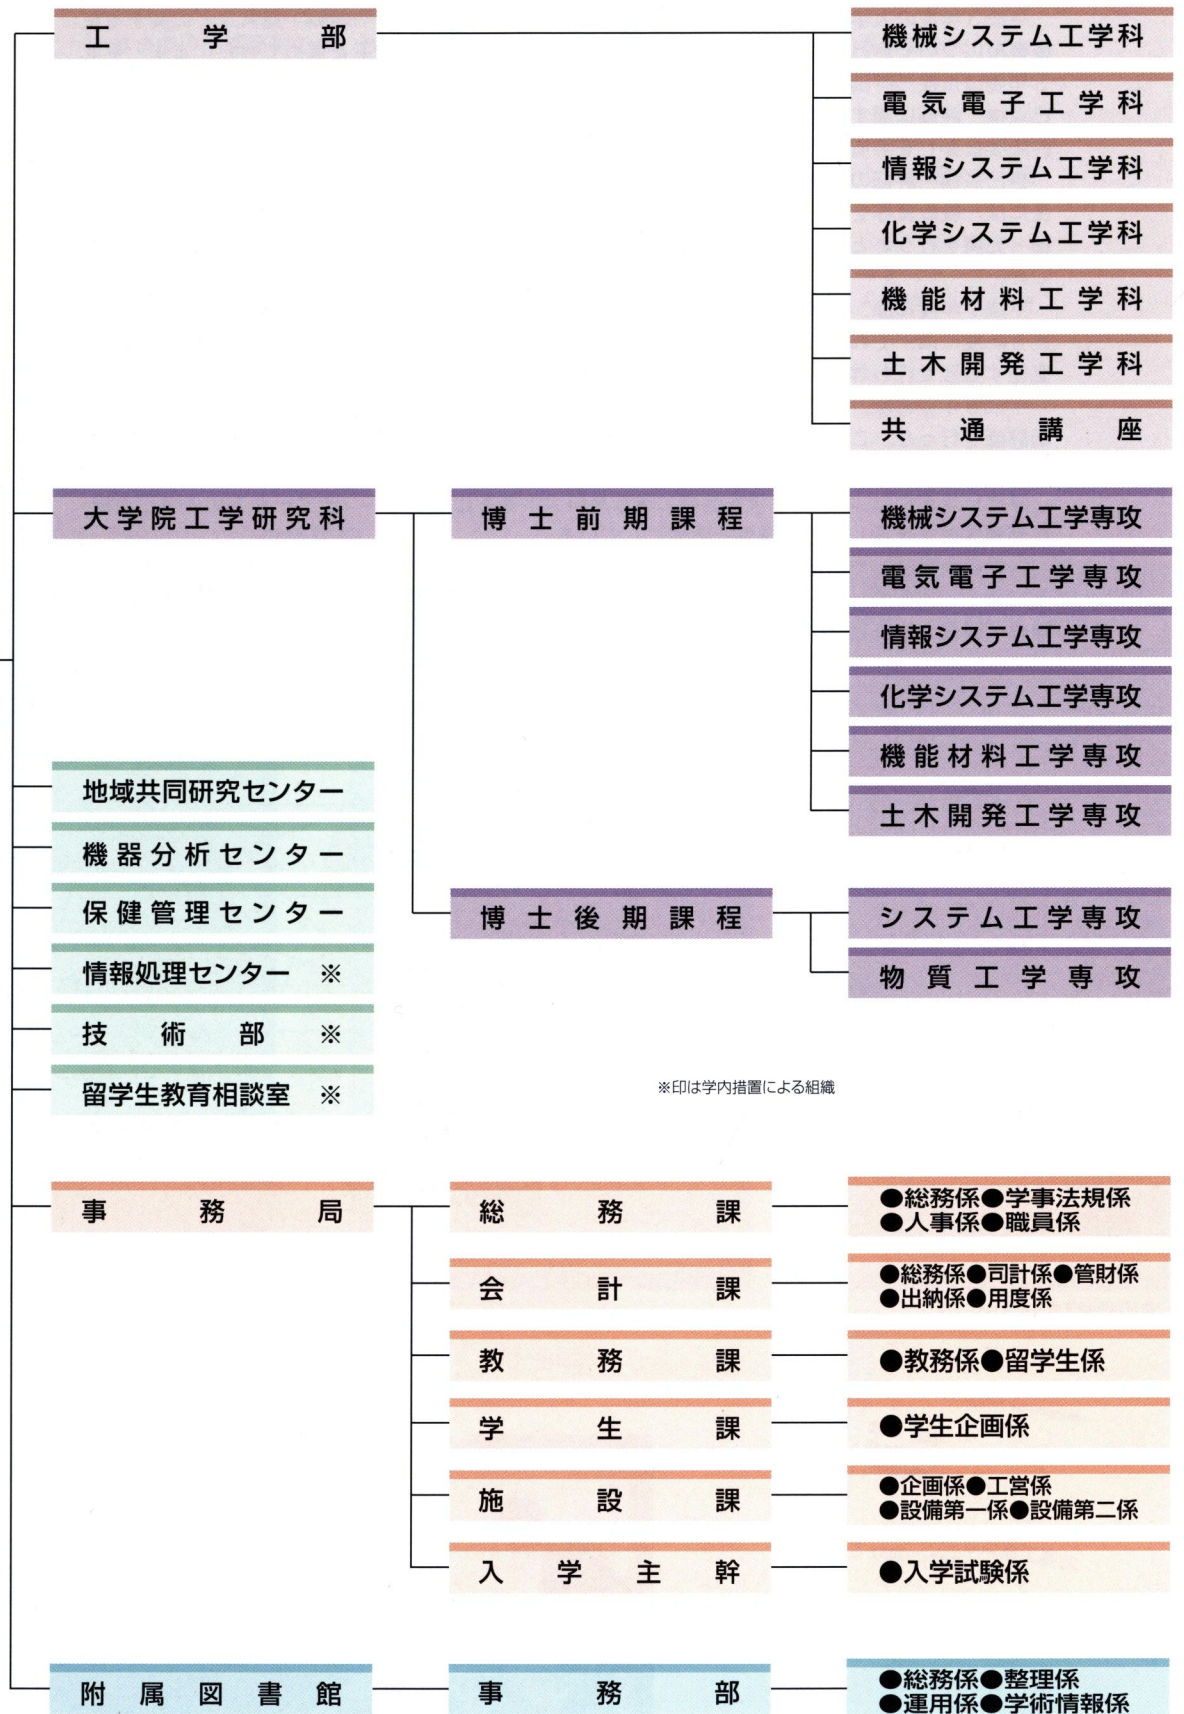 工学部
機械システム工学科
電気電子工学科
情報システム工学科
化学システム工学科
機能材料工学科
土木開発工学科
共通講座
大学院工学研究科
博士前期課程
機械システム工学専攻
電気電子工学専攻
情報システム工学専攻
化学システム工学専攻
機能材料工学専攻
土木開発工学専攻
博士後期課程
システム工学専攻
物質工学専攻
地域共同研究センター
機器分析センター
保健管理センター
情報処理センター ※
技術部 ※
留学生教育相談室 ※
※印は学内措置による組織
事務局
総務課
●総務係●学事法規係
●人事係●職員係
会計課
●総務係●司計係●管財係
●出納係●用度係
教務課
●教務係●留学生係
学生課
●学生企画係
施設課
●企画係●工営係
●設備第一係●設備第二係
入学主幹
●入学試験係
附属図書館
事務部
●総務係●整理係
●運用係●学術情報係